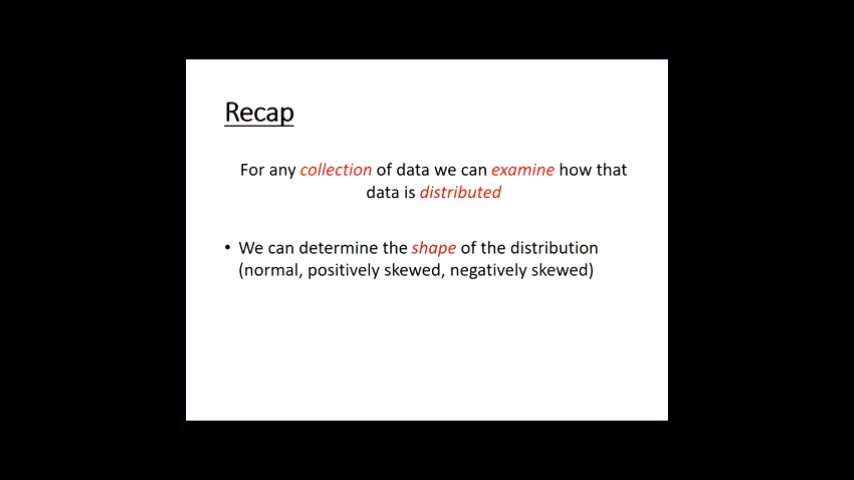 Recap
For any collection of data we can examine how that
data is distributed
• We can determine the shape of the distribution
(normal, positively skewed, negatively skewed)